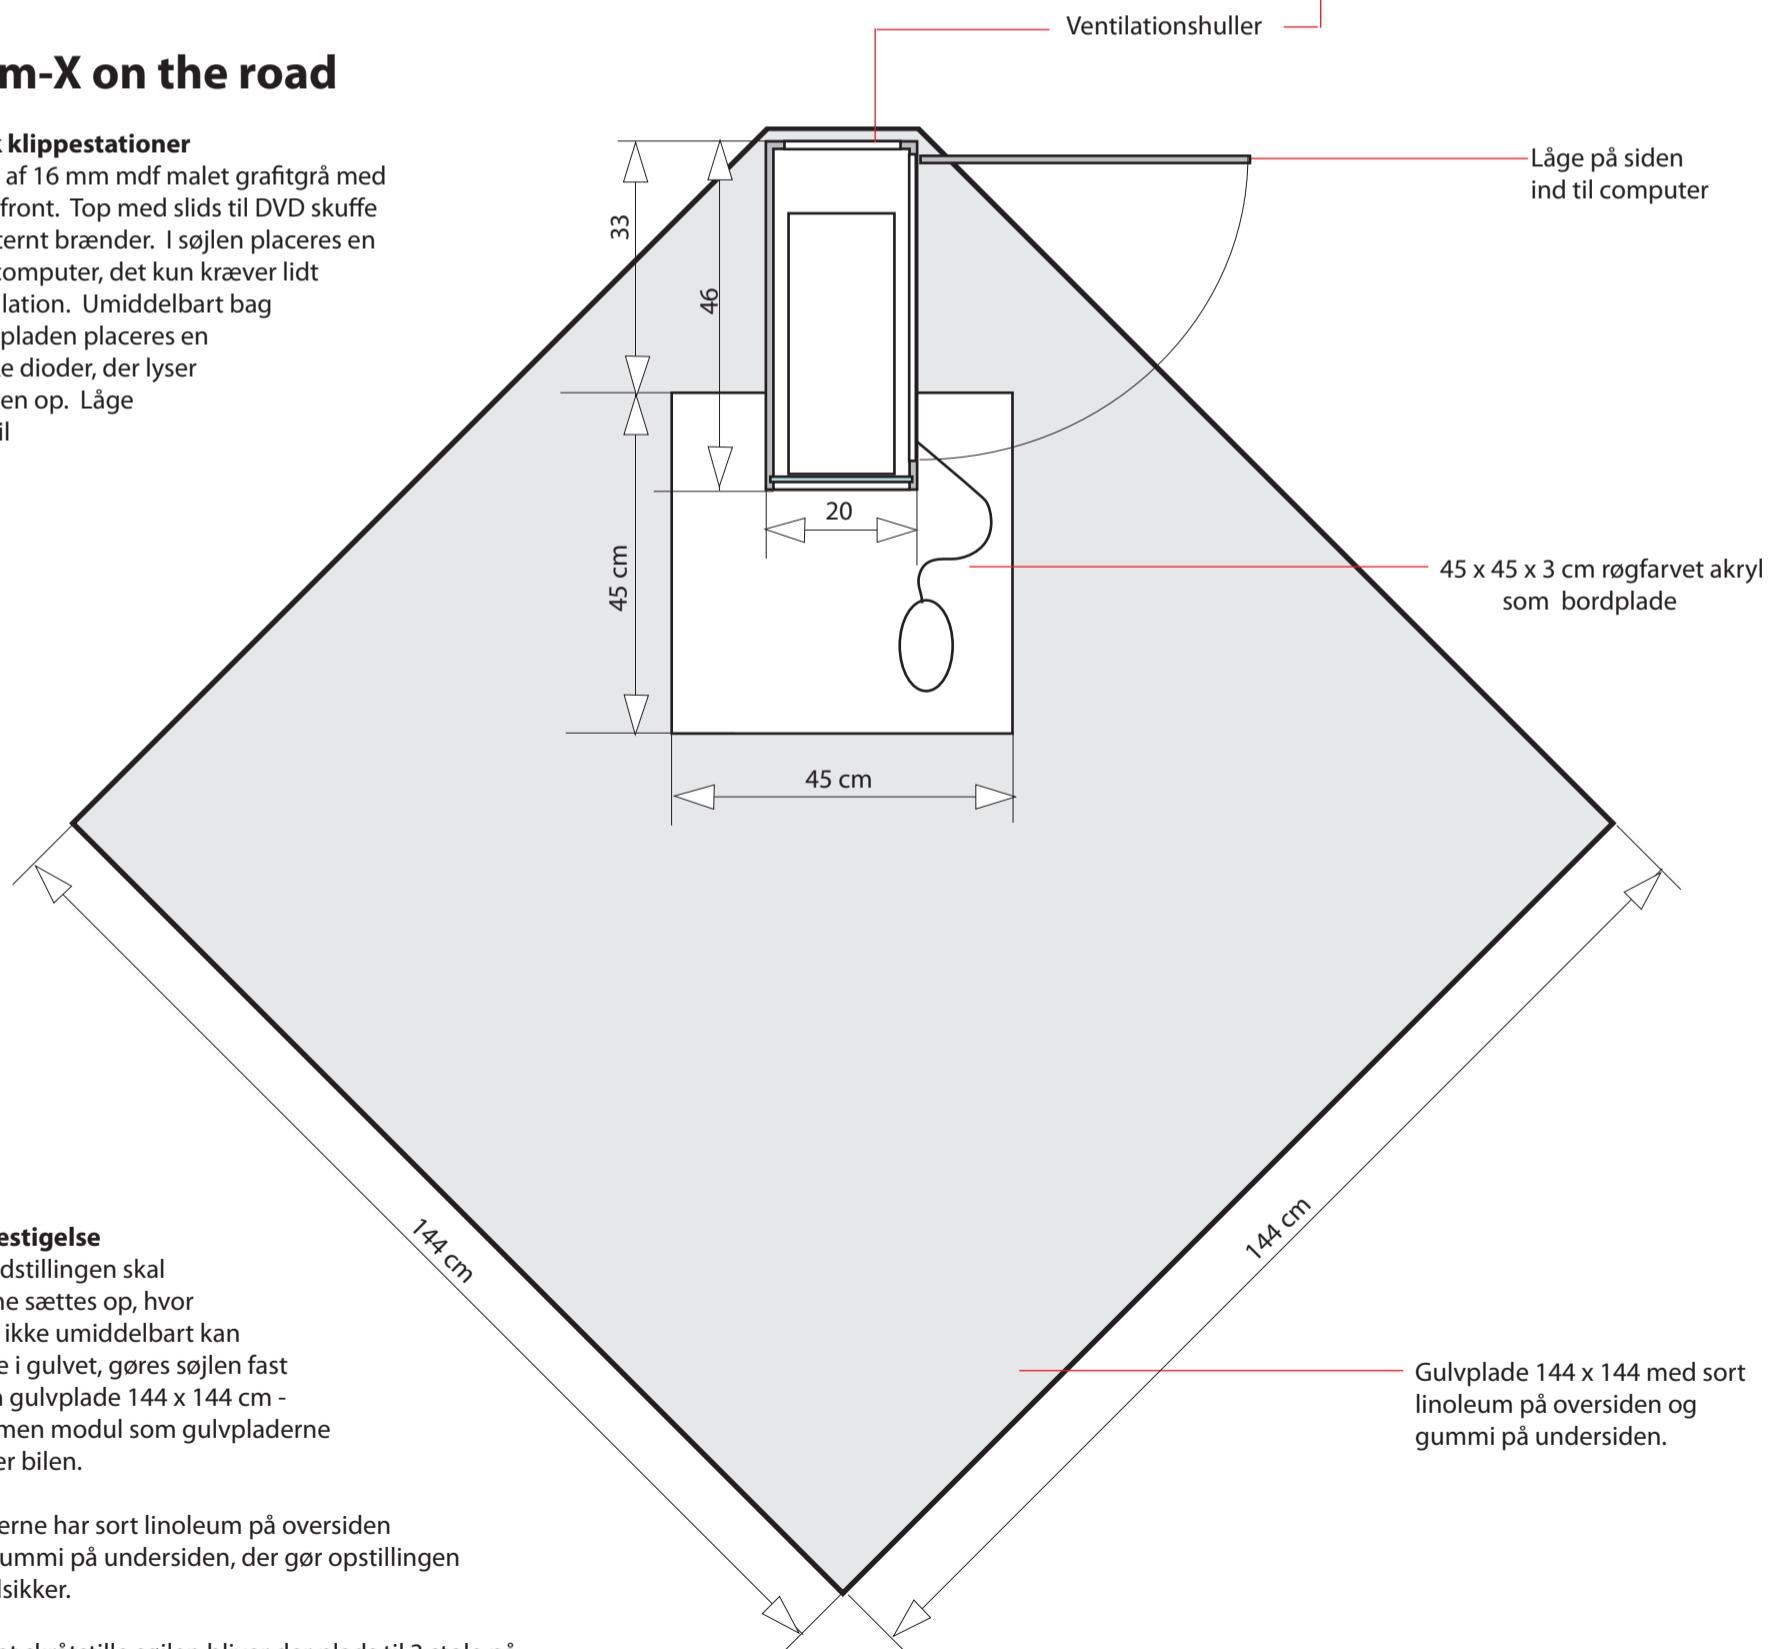 Ventilationshuller
m-X on the road
klippestationer
af 16 mm mdf malet grafitgrå med
front. Top med slids til DVD skuffe
ternt brænder. I søjlen placeres en
computer, det kun kræver lidt
lation. Umiddelbart bag
pladen placeres en
e dioder, der lyser
en op. Låge
il
Låge på siden
ind til computer
33
46
20
45 cm
45 x 45 x 3 cm røgfarvet akryl
som bordplade
45 cm
144 cm
144 cm
estigelse
dstillingen skal
ne sættes op, hvor
ikke umiddelbart kan
e i gulvet, gøres søjlen fast
gulvplade 144 x 144 cm -
men modul som gulvpladerne
er bilen.
Gulvplade 144 x 144 med sort
linoleum på oversiden og
gummi på undersiden.
erne har sort linoleum på oversiden
ummi på undersiden, der gør opstillingen
lsikker.